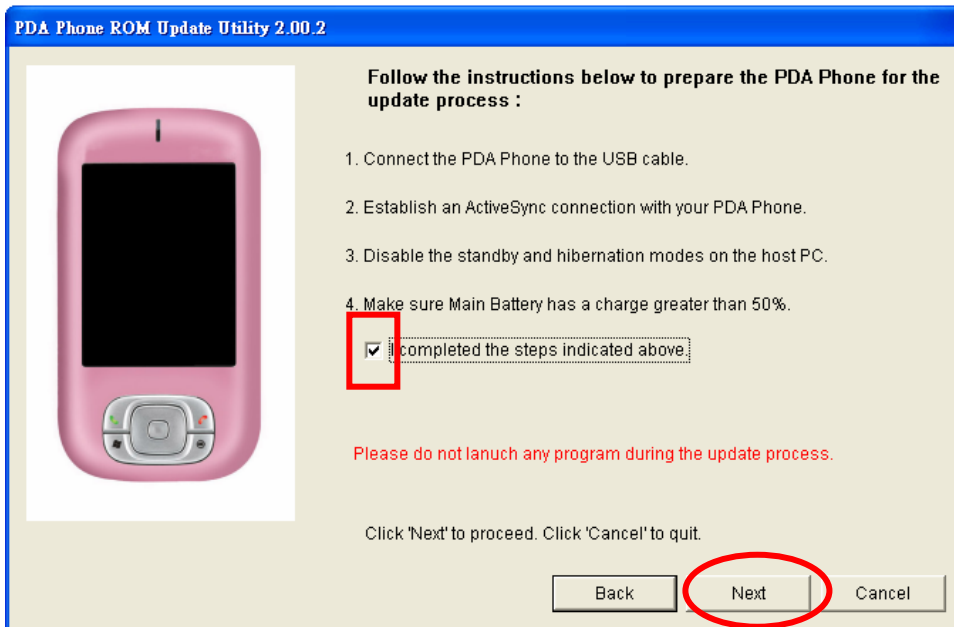 PDA Phone ROM Update Utility 2.00.2
Follow the instructions below to prepare the PDA Phone for the
update process :
1. Connect the PDA Phone to the USB cable.
2. Establish an ActiveSync connection with your PDA Phone.
3. Disable the standby and hibernation modes on the host PC.
4. Make sure Main Battery has a charge greater than 50%.
I completed the steps indicated above.
Please do not lanuch any program during the update process.
Click 'Next' to proceed. Click 'Cancel' to quit.
Back Next Cancel